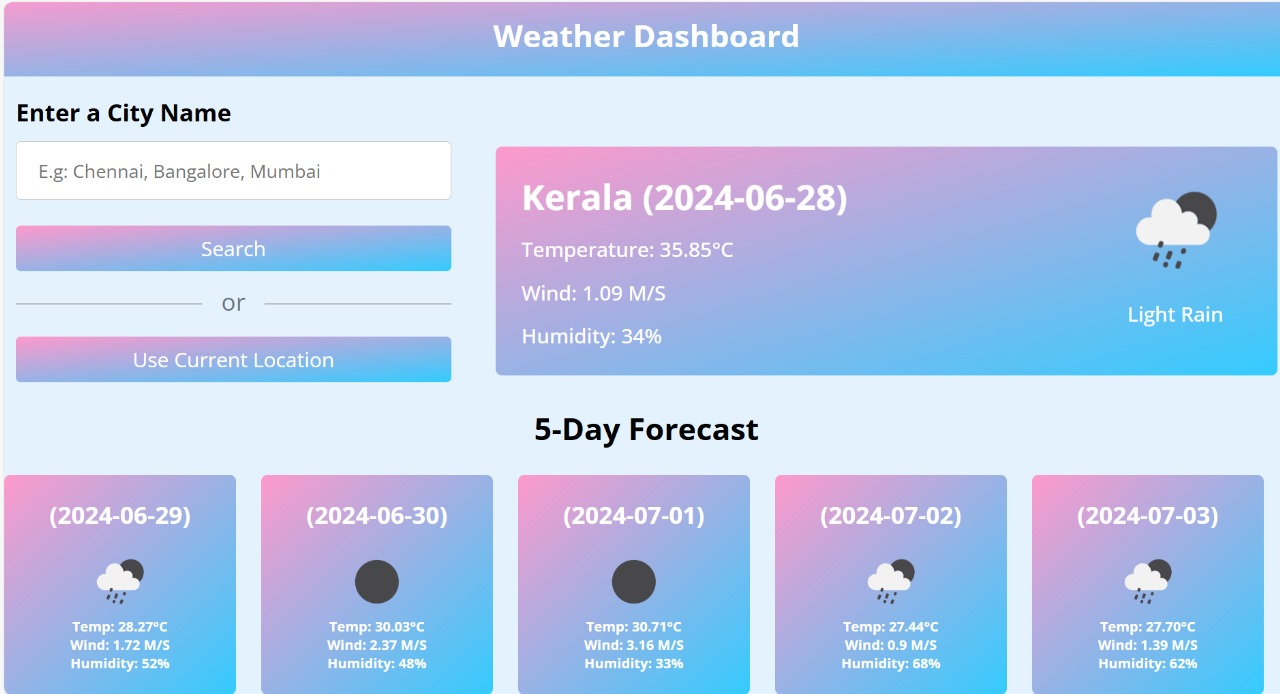 Weather Dashboard
Enter a City Name
E.g: Chennai, Bangalore, Mumbai
Search
or
Use Current Location
Kerala (2024-06-28)
Temperature: 35.85°C
Wind: 1.09 M/S
Humidity: 34%
Light Rain
5-Day Forecast
(2024-06-29)
Temp: 28.27°C
Wind: 1.72 M/S
Humidity: 52%
(2024-06-30)
Temp: 30.03°C
Wind: 2.37 M/S
Humidity: 48%
(2024-07-01)
Temp: 30.71°C
Wind: 3.16 M/S
Humidity: 33%
(2024-07-02)
Temp: 27.44°C
Wind: 0.9 M/S
Humidity: 68%
(2024-07-03)
Temp: 27.70°C
Wind: 1.39 M/S
Humidity: 62%